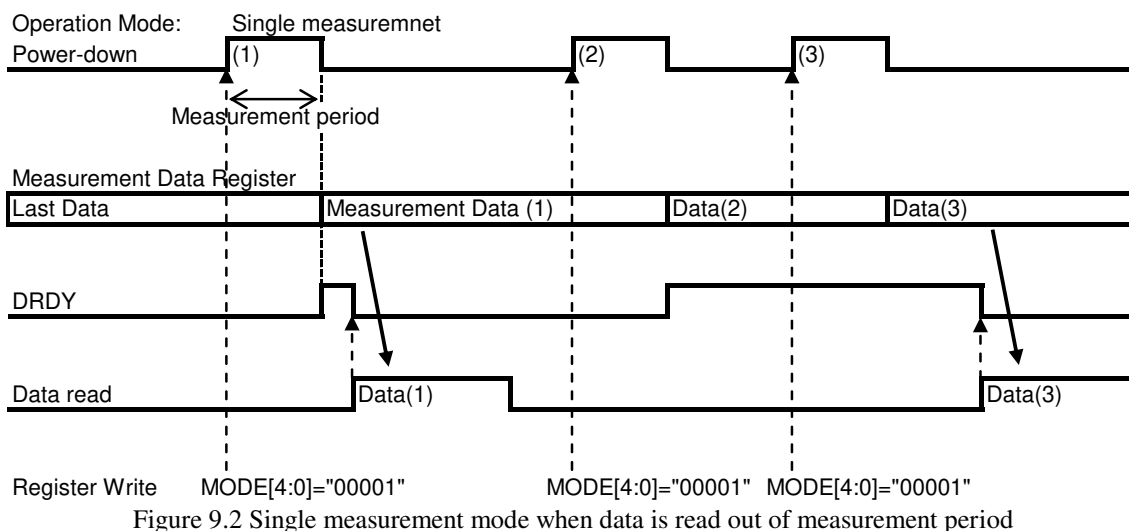 Operation Mode: Single measuremnet
Power-down
(1) (2) (3)
Measurement period
Measurement Data Register
Last Data Measurement Data (1) Data(2) Data(3)
DRDY
Data read Data(1) Data(3)
Register Write MODE[4:0]="00001" MODE[4:0]="00001" MODE[4:0]="00001"
Figure 9.2 Single measurement mode when data is read out of measurement period